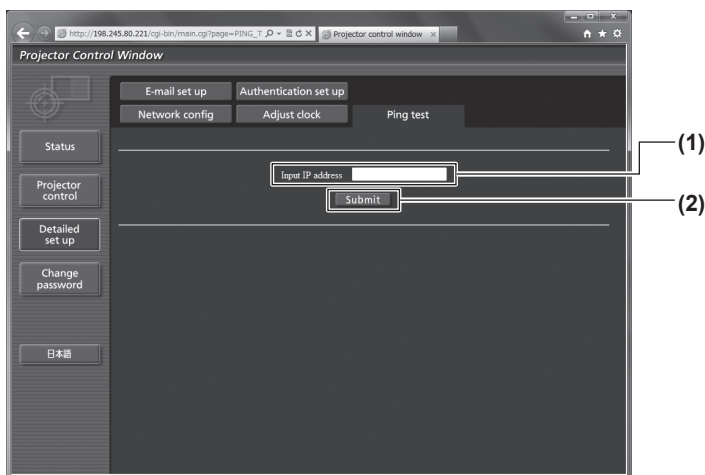 http://198.245.80.221/cgi-bin/main.cgi?page=PING_T
Projector control window
Projector Control Window
E-mail set up
Authentication set up
Network config
Adjust clock
Ping test
Status
Projector
control
Detailed
set up
Change
password
日本語
Input IP address
Submit
(1)
(2)